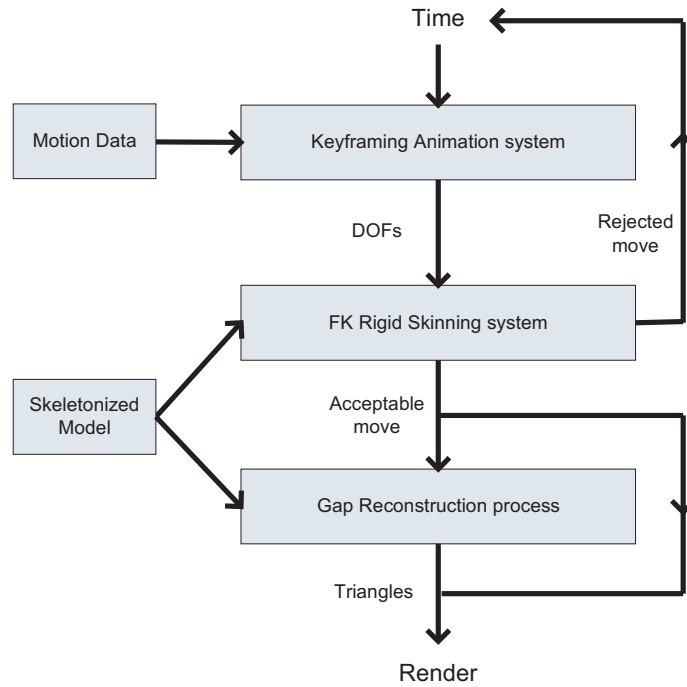 Time
Motion Data
Keyframing Animation system
DOFs
Rejected
move
FK Rigid Skinning system
Skeletonized
Model
Acceptable
move
Gap Reconstruction process
Triangles
Render